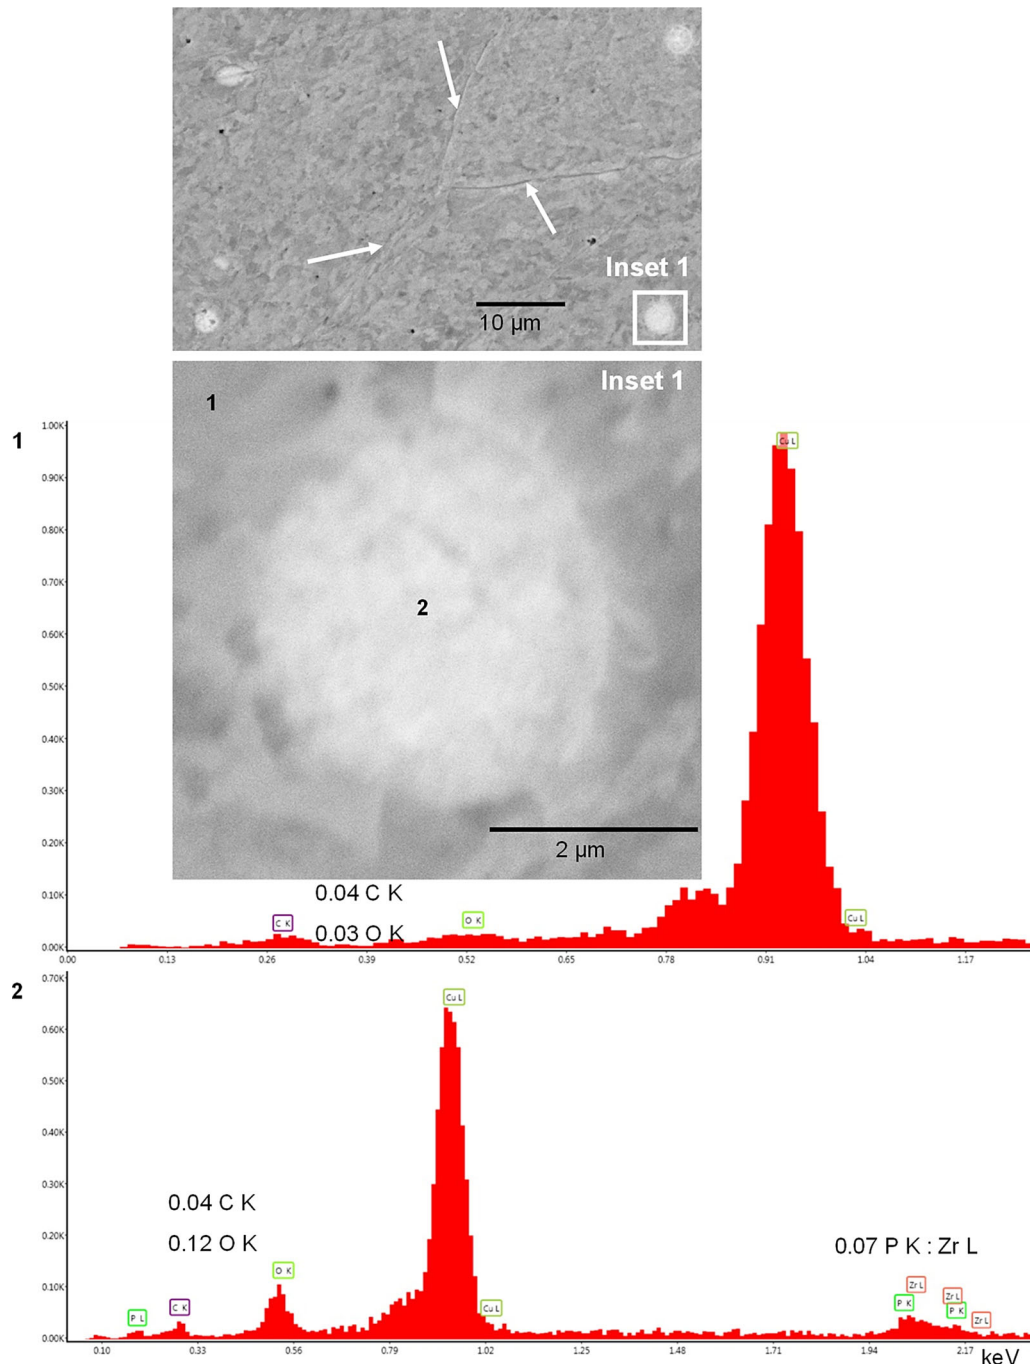 Inset 1
10 µm
Inset 1
1
2
2 µm
1
1.00K
0.90K
0.80K
0.70K
0.60K
0.50K
0.40K
0.30K
0.20K
0.10K
0.00K
Cu L
0.04 C K
0.03 O K
C K
O K
Cu L
0.00
0.13
0.26
0.39
0.52
0.65
0.78
0.91
1.04
1.17
2
0.70K
0.60K
0.50K
0.40K
0.30K
0.20K
0.10K
0.00K
Cu L
0.04 C K
0.12 O K
0.07 P K : Zr L
P L
C K
O K
Cu L
Zr L
P K
Zr L
P K
Zr L
0.10
0.33
0.56
0.79
1.02
1.25
1.48
1.71
1.94
2.17
keV